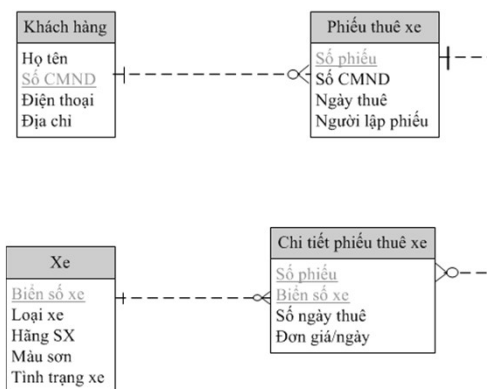 Khách hàng
Họ tên
Số CMND
Điện thoại
Địa chỉ
Phiếu thuê xe
Số phiếu
Số CMND
Ngày thuê
Người lập phiếu
Xe
Biển số xe
Loại xe
Hãng SX
Màu sơn
Tình trạng xe
Chi tiết phiếu thuê xe
Số phiếu
Biển số xe
Số ngày thuê
Đơn giá/ngày